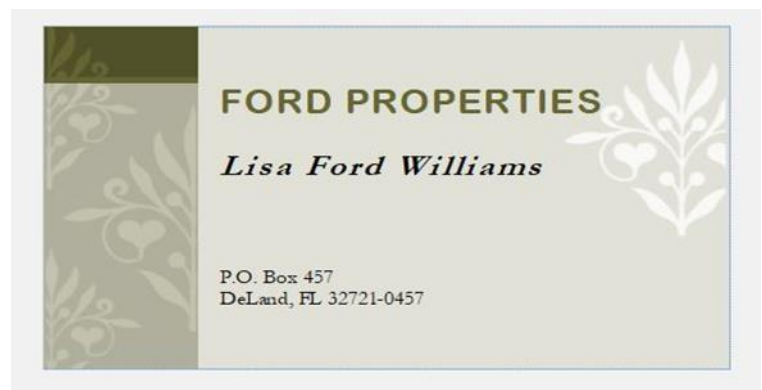 FORD PROPERTIES
Lisa Ford Williams
P.O. Box 457
DeLand, FL 32721-0457